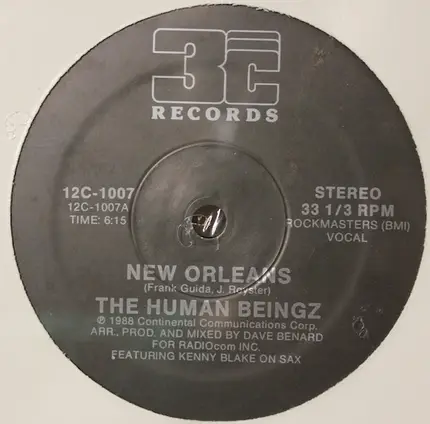 3C
RECORDS
12C-1007
12C-1007A
TIME: 6:15
STEREO
33 1/3 RPM
ROCKMASTERS (BMI)
VOCAL
NEW ORLEANS
(Frank Guida, J. Royster)
THE HUMAN BEINGZ
℗ 1988 Continental Communications Corp.
ARR., PROD. AND MIXED BY DAVE BENARD
FOR RADIOcom INC.
FEATURING KENNY BLAKE ON SAX